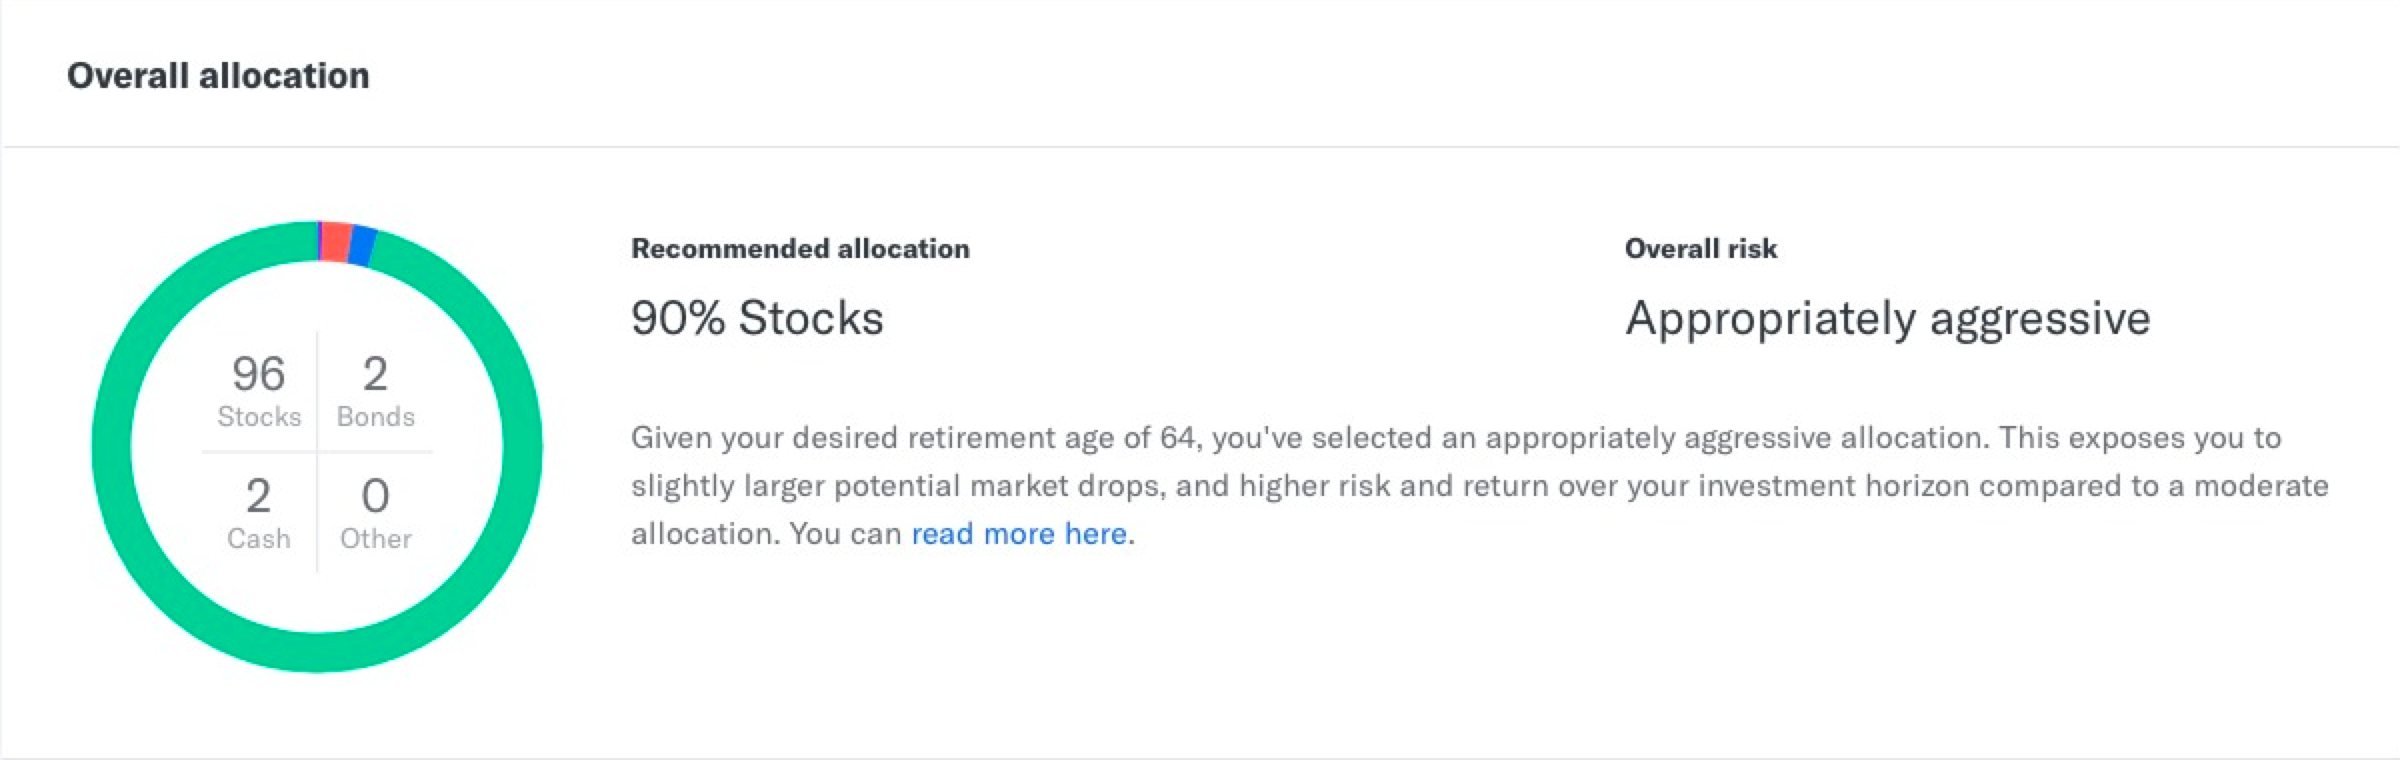 Overall allocation
Recommended allocation
90% Stocks
Overall risk
Appropriately aggressive
96
Stocks
2
Bonds
2
Cash
0
Other
Given your desired retirement age of 64, you've selected an appropriately aggressive allocation. This exposes you to
slightly larger potential market drops, and higher risk and return over your investment horizon compared to a moderate
allocation. You can read more here.